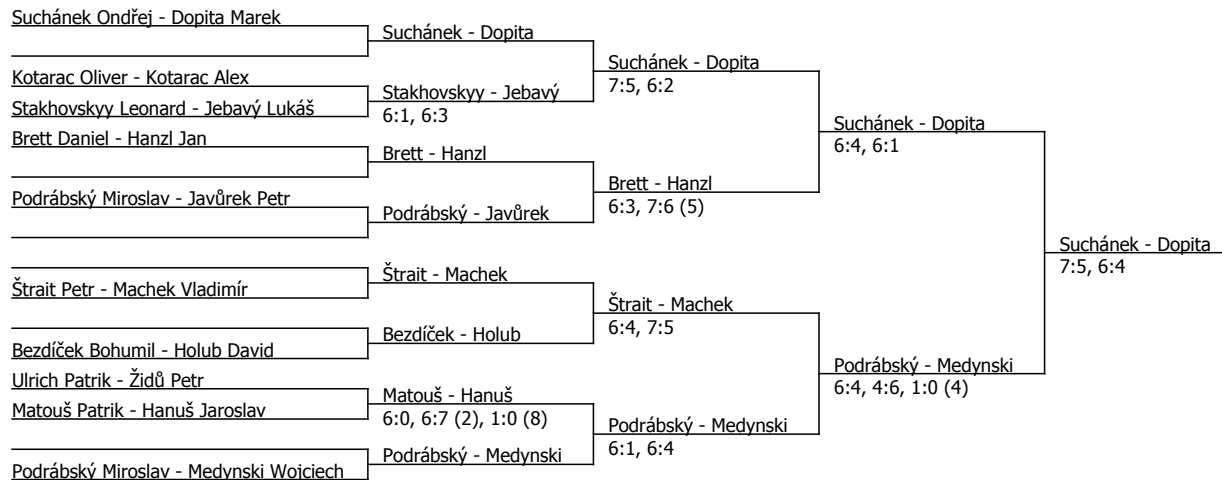 Suchánek Ondřej - Dopita Marek
Kotarac Oliver - Kotarac Alex
Stakhovskyy Leonard - Jebavý Lukáš
Brett Daniel - Hanzl Jan
Podrábský Miroslav - Javůrek Petr
Štrait Petr - Machek Vladimír
Bezdíček Bohumil - Holub David
Ulrich Patrik - Židů Petr
Matouš Patrik - Hanuš Jaroslav
Podrábský Miroslav - Medynski Wojciech
Suchánek - Dopita
Stakhovskyy - Jebavý
6:1, 6:3
Brett - Hanzl
Podrábský - Javůrek
Štrait - Machek
Bezdíček - Holub
Matouš - Hanuš
6:0, 6:7 (2), 1:0 (8)
Podrábský - Medynski
Suchánek - Dopita
7:5, 6:2
Brett - Hanzl
6:3, 7:6 (5)
Štrait - Machek
6:4, 7:5
Podrábský - Medynski
6:1, 6:4
Suchánek - Dopita
6:4, 6:1
Podrábský - Medynski
6:4, 4:6, 1:0 (4)
Suchánek - Dopita
7:5, 6:4